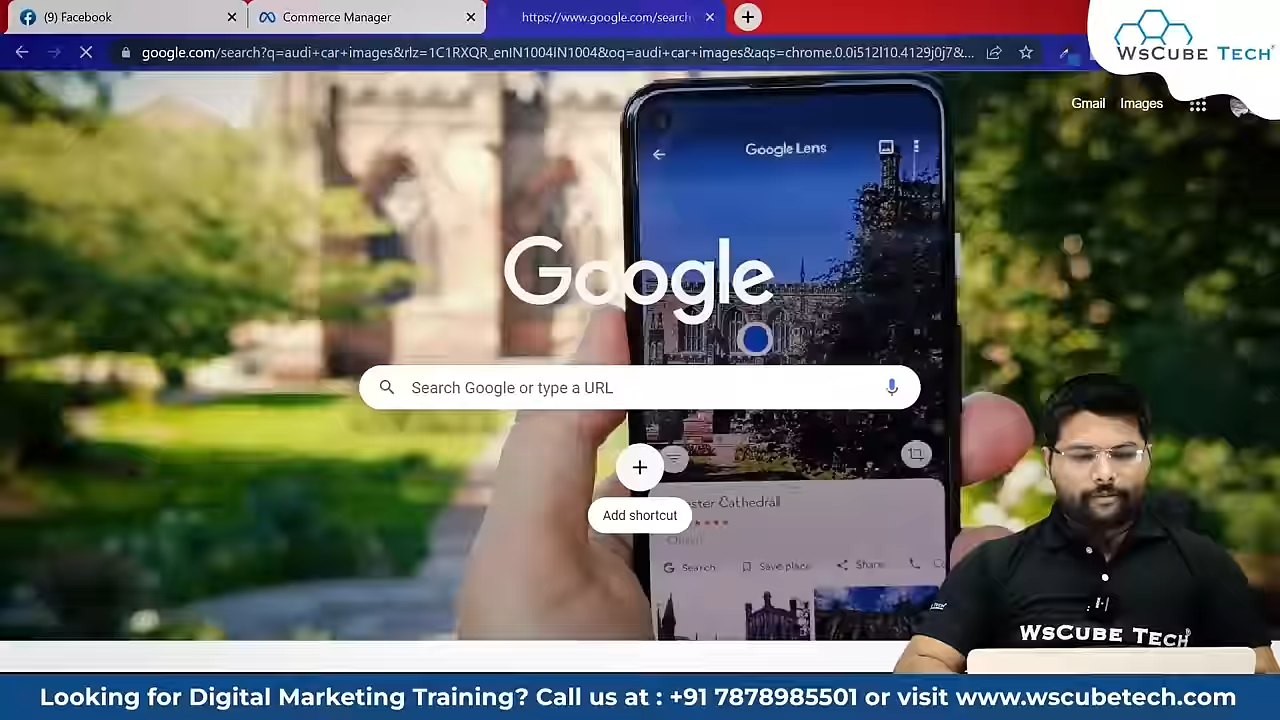 (9) Facebook
Commerce Manager
https://www.google.com/search
google.com/search?q=audi+car+images&rlz=1C1RXQR_enIN1004IN1004&oq=audi+car+images&aqs=chrome.0.0i512l10.4129j0j7&...
WsCube Tech
Gmail Images
Google Lens
Google
Search Google or type a URL
Add shortcut
Cathedral
Search Save place Share
WsCube Tech
Looking for Digital Marketing Training? Call us at : +91 7878985501 or visit www.wscubetech.com